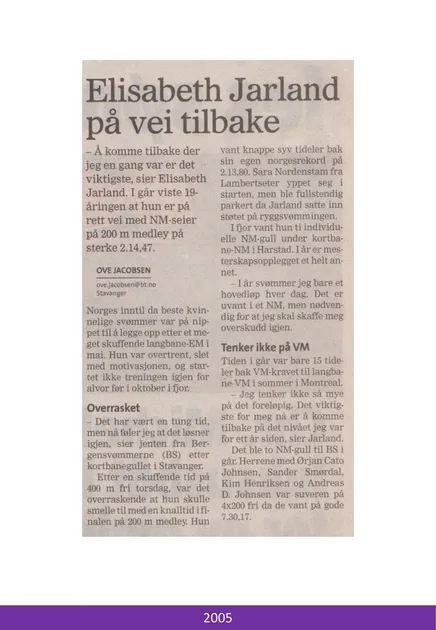 Elisabeth Jarland
på vei tilbake
– Å komme tilbake der
jeg en gang var er det
viktigste, sier Elisabeth
Jarland. I går viste 19-
åringen at hun er på
rett vei med NM-seier
på 200 m medley på
sterke 2.14,47.
OVE JACOBSEN
ove.jacobsen@bt.no
Stavanger
Norges inntil da beste kvin-
nelige svømmer var på nip-
pet til å legge opp etter et me-
get skuffende langbane-EM i
mai. Hun var overtrent, slet
med motivasjonen, og star-
tet ikke treningen igjen for
alvor før i oktober i fjor.
Overrasket
– Det har vært en tung tid,
men nå føler jeg at det løsner
igjen, sier jenten fra Ber-
gensvømmerne (BS) etter
kortbanegullet i Stavanger.
Etter en skuffende tid på
400 m fri torsdag, var det
overraskende at hun skulle
smelle til med en knalltid i fi-
nalen på 200 m medley. Hun
vant knappe syv tideler bak
sin egen norgesrekord på
2.13,80. Sara Nordenstam fra
Lambertseter yppet seg i
starten, men ble fullstendig
parkert da Jarland satte inn
støtet på ryggsvømmingen.
I fjor vant hun ti individu-
elle NM-gull under kortba-
ne-NM i Harstad. I år er mes-
terskapsopplegget et helt an-
net.
– I år svømmer jeg bare et
hovedløp hver dag. Det er
uvant i et NM, men nødven-
dig for at jeg skal skaffe meg
overskudd igjen.
Tenker ikke på VM
Tiden i går var bare 15 tide-
ler bak VM-kravet til langba-
ne-VM i sommer i Montreal.
– Jeg tenker ikke så mye
på det foreløpig. Det viktig-
ste for meg nå er å komme
tilbake på det nivået jeg var
for ett år siden, sier Jarland.
Det ble to NM-gull til BS i
går. Herrene med Ørjan Cato
Johnsen, Sander Smørdal,
Kim Henriksen og Andreas
D. Johnsen var suveren på
4x200 fri da de vant på gode
7.30,17.
2005